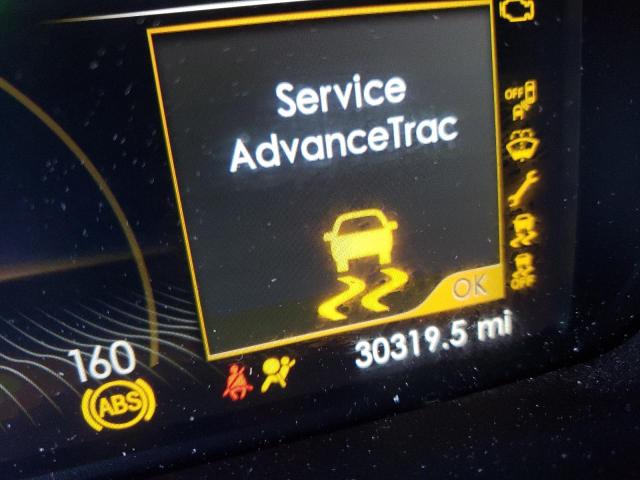 Service
AdvanceTrac
OK
30319.5 mi
160
ABS
OFF
A
OFF